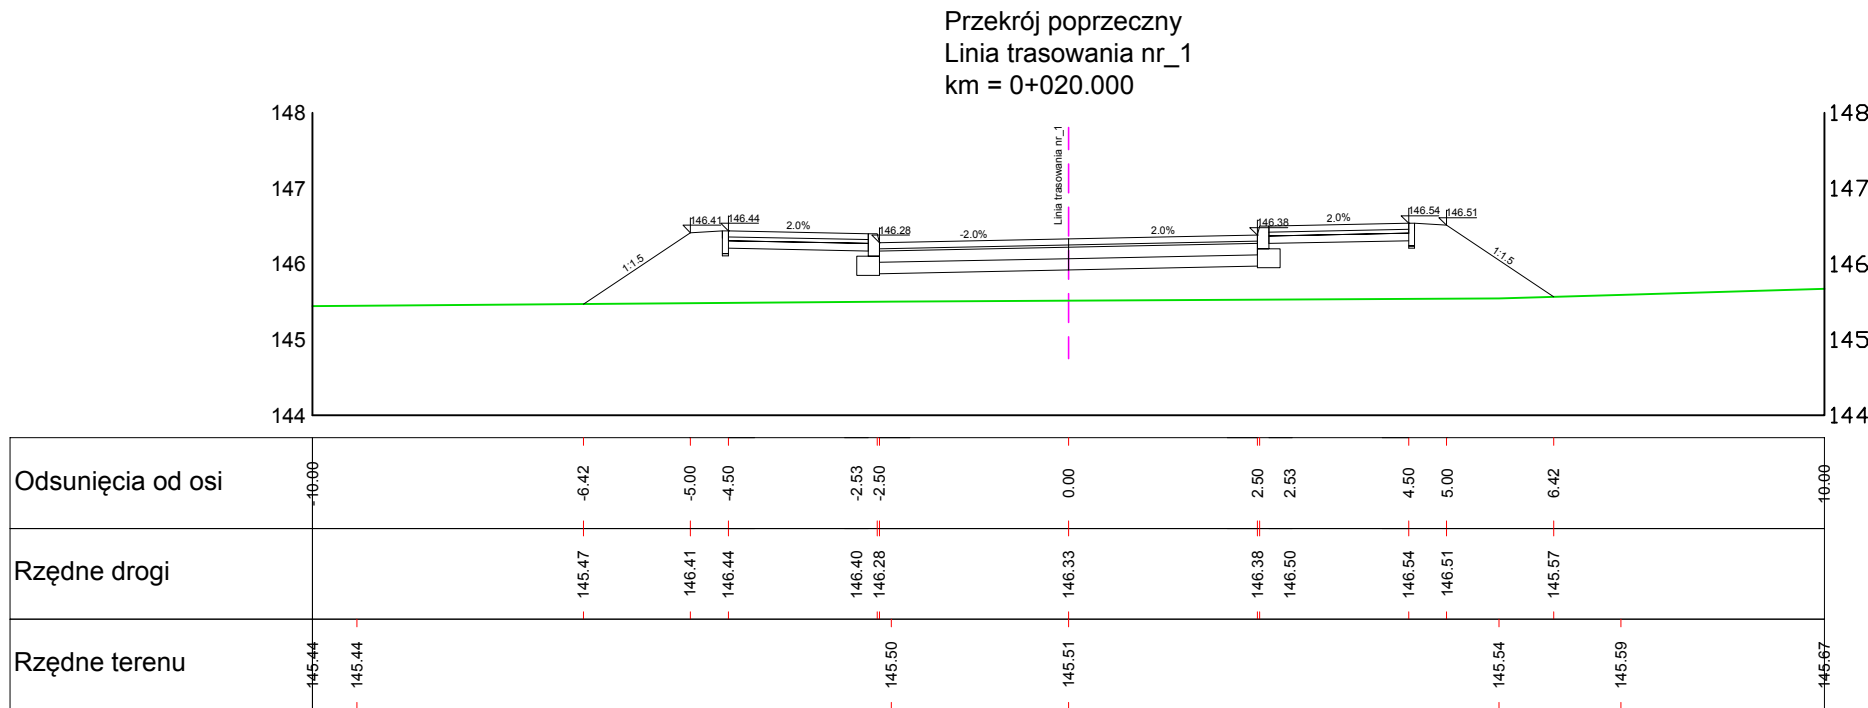 Przekrój poprzeczny
Linia trasowania nr_1
km = 0+020.000
148 148
147 147
146 146
145 145
144 144
Linia trasowania nr_1
146.41 146.44 2.0% 146.28 -2.0% 2.0% 146.38 2.0% 146.54 146.51
1:1.5 1:1.5
Odsunięcia od osi -10.00 -6.42 -5.00 -4.50 -2.53 -2.50 0.00 2.50 2.53 4.50 5.00 6.42 10.00
Rzędne drogi 145.47 146.41 146.44 146.40 146.28 146.33 146.38 146.50 146.54 146.51 145.57
Rzędne terenu 145.44 145.44 145.50 145.51 145.54 145.59 145.67